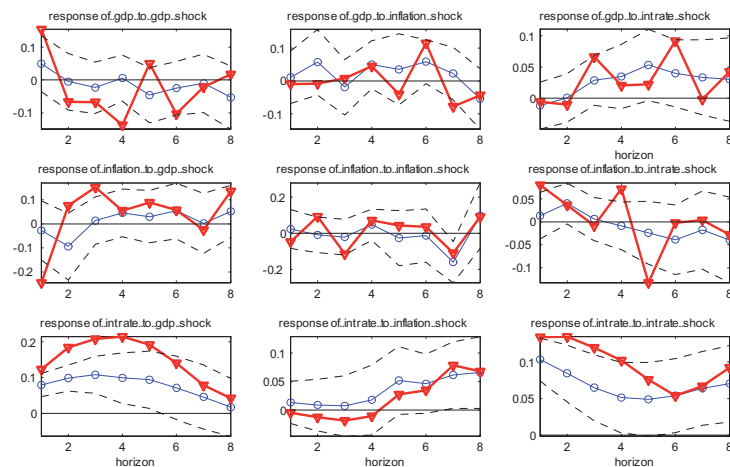 response of..gdp..to..gdp..shock
response of..gdp..to..inflation..shock
response of..gdp..to..intrate..shock
0.1
0
-0.1
2 4 6 8
0.1
0
-0.1
2 4 6 8
0.1
0.05
0
2 4 6 8
horizon
response of..inflation..to..gdp..shock
response of..inflation..to..inflation..shock
response of..inflation..to..intrate..shock
0.1
0
-0.1
-0.2
2 4 6 8
0.2
0
-0.2
2 4 6 8
0.05
0
-0.05
-0.1
2 4 6 8
response of..intrate..to..gdp..shock
response of..intrate..to..inflation..shock
response of..intrate..to..intrate..shock
0.2
0.1
0
2 4 6 8
horizon
0.1
0.05
0
2 4 6 8
horizon
0.1
0.05
0
2 4 6 8
horizon